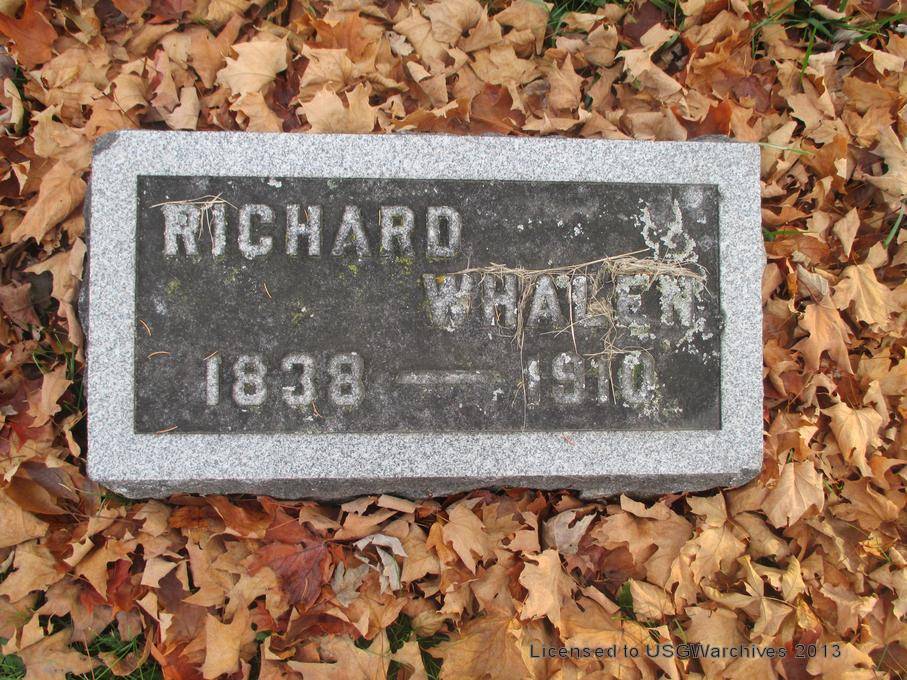 RICHARD
WHALEN
1838 — 1910
Licensed to USGWarchives 2013